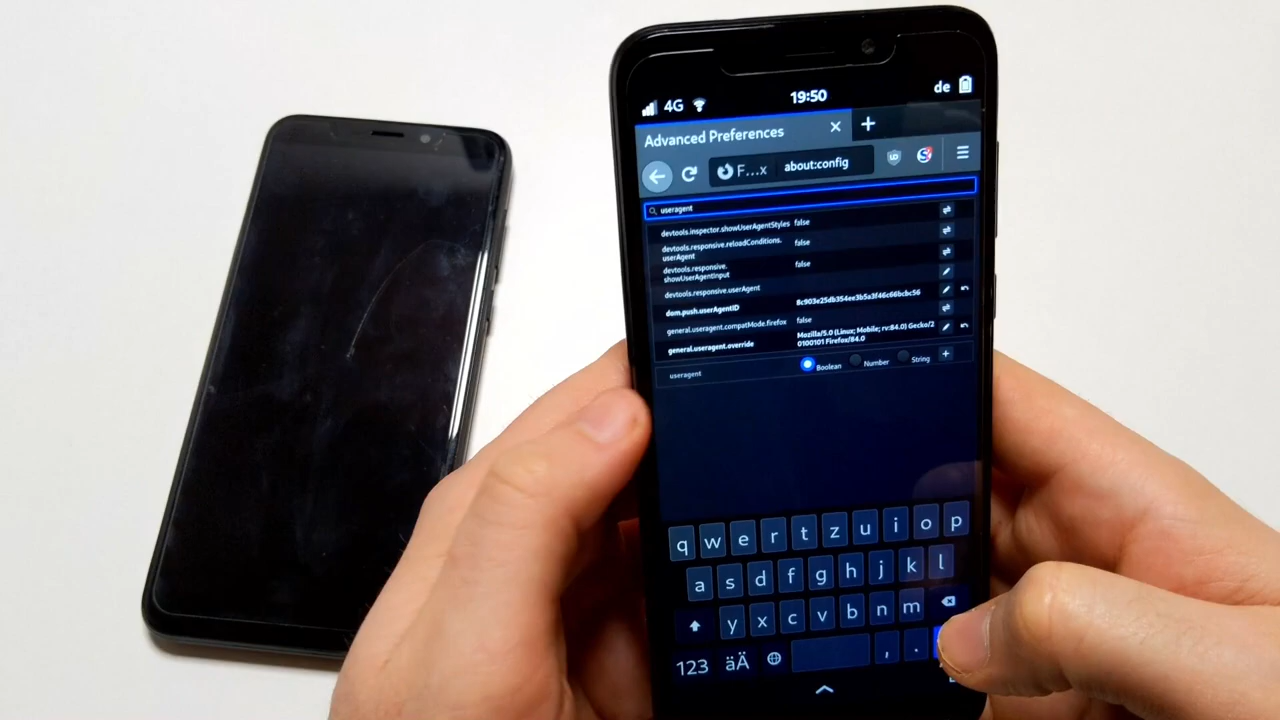 4G 19:50 de
Advanced Preferences × +
F...x about:config
useragent
devtools.inspector.showUserAgentStyles false
devtools.responsive.reloadConditions.
userAgent false
devtools.responsive.
showUserAgentInput false
devtools.responsive.userAgent
dom.push.userAgentID 8c903e25db354ee3b5a3f46c66bcbc56
general.useragent.compatMode.firefox false
general.useragent.override Mozilla/5.0 (Linux; Mobile; rv:84.0) Gecko/2
0100101 Firefox/84.0
useragent Boolean Number String +
q w e r t z u i o p
a s d f g h j k l
y x c v b n m
123 äÄ , .